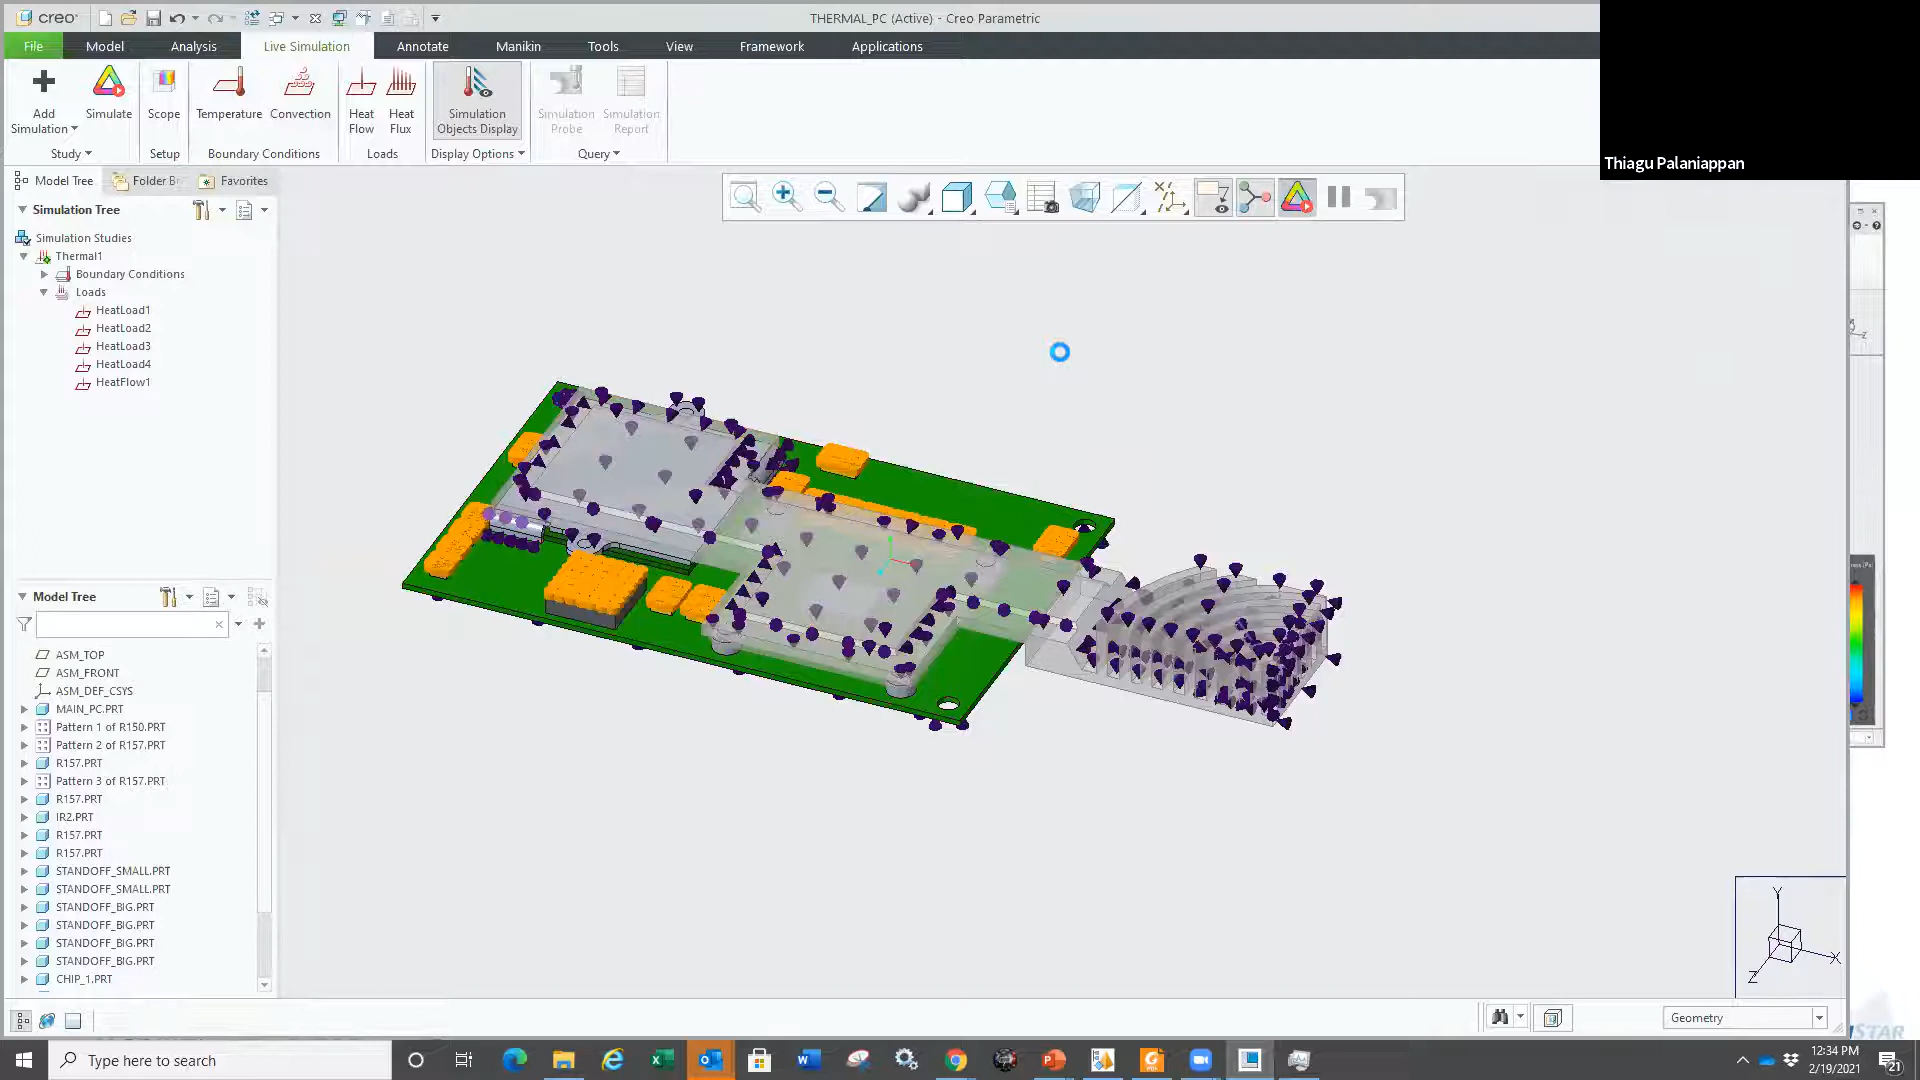 creo
THERMAL_PC (Active) - Creo Parametric
File
Model
Analysis
Live Simulation
Annotate
Manikin
Tools
View
Framework
Applications
Add
Simulation
Simulate
Scope
Temperature
Convection
Heat
Flow
Heat
Flux
Simulation
Objects Display
Simulation
Probe
Simulation
Report
Study
Setup
Boundary Conditions
Loads
Display Options
Query
Thiagu Palaniappan
Model Tree
Folder Br
Favorites
Simulation Tree
Simulation Studies
Thermal1
Boundary Conditions
Loads
HeatLoad1
HeatLoad2
HeatLoad3
HeatLoad4
HeatFlow1
Model Tree
ASM_TOP
ASM_FRONT
ASM_DEF_CSYS
MAIN_PC.PRT
Pattern 1 of R150.PRT
Pattern 2 of R157.PRT
R157.PRT
Pattern 3 of R157.PRT
R157.PRT
IR2.PRT
R157.PRT
R157.PRT
STANDOFF_SMALL.PRT
STANDOFF_SMALL.PRT
STANDOFF_BIG.PRT
STANDOFF_BIG.PRT
STANDOFF_BIG.PRT
STANDOFF_BIG.PRT
CHIP_1.PRT
Y
X
Z
Geometry
STAR
Type here to search
12:34 PM
2/19/2021
21